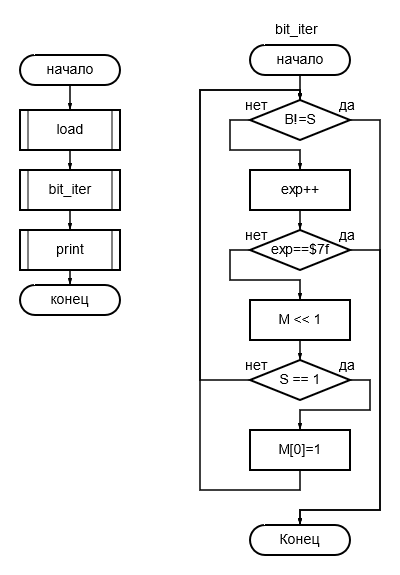 начало
load
bit_iter
print
конец
bit_iter
начало
нет
да
B!=S
exp++
нет
да
exp==$7f
M << 1
нет
да
S == 1
M[0]=1
Конец